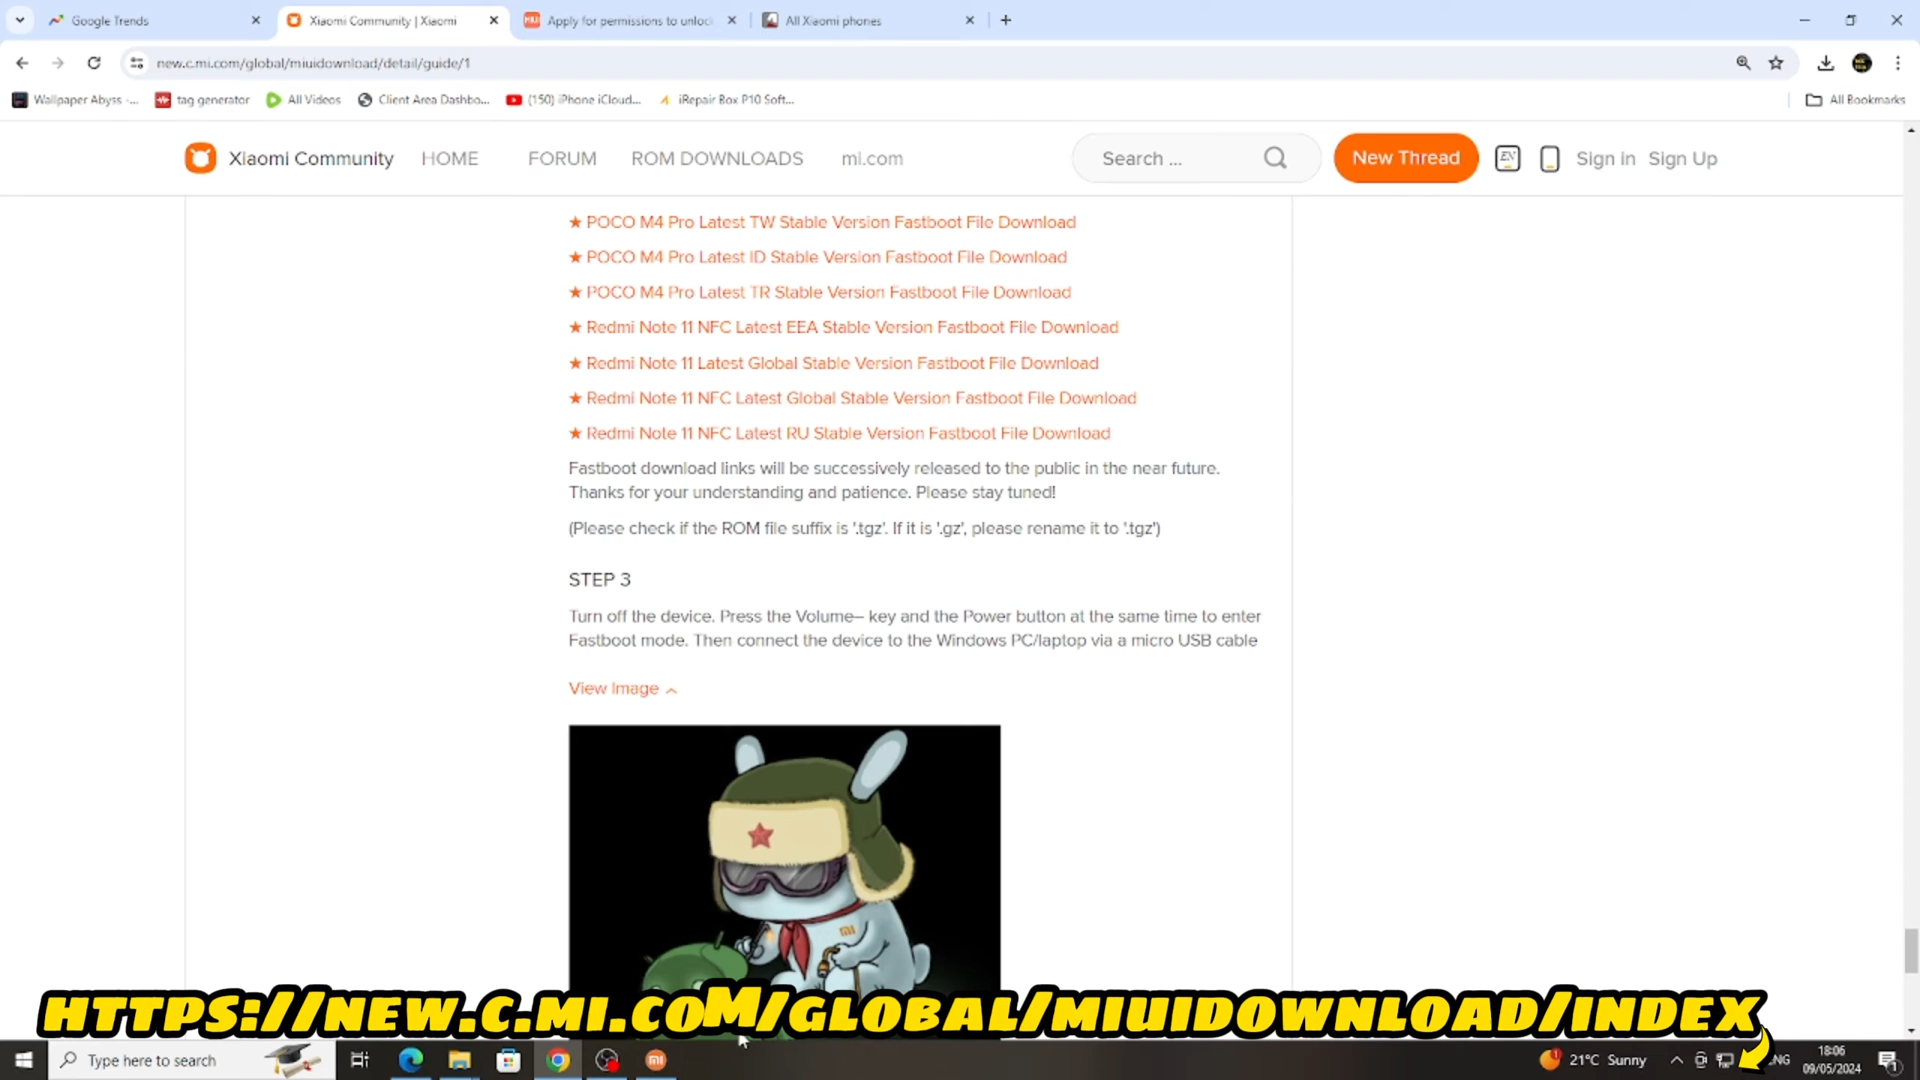 Google Trends
Xiaomi Community | Xiaomi
Apply for permissions to unlock
All Xiaomi phones
new.c.mi.com/global/miuidownload/detail/guide/1
Wallpaper Abyss -...
tag generator
All Videos
Client Area Dashbo...
(150) iPhone iCloud...
iRepair Box P10 Soft...
All Bookmarks
Xiaomi Community
HOME
FORUM
ROM DOWNLOADS
mi.com
Search ...
New Thread
EN
Sign in
Sign Up
★ POCO M4 Pro Latest TW Stable Version Fastboot File Download
★ POCO M4 Pro Latest ID Stable Version Fastboot File Download
★ POCO M4 Pro Latest TR Stable Version Fastboot File Download
★ Redmi Note 11 NFC Latest EEA Stable Version Fastboot File Download
★ Redmi Note 11 Latest Global Stable Version Fastboot File Download
★ Redmi Note 11 NFC Latest Global Stable Version Fastboot File Download
★ Redmi Note 11 NFC Latest RU Stable Version Fastboot File Download
Fastboot download links will be successively released to the public in the near future.
Thanks for your understanding and patience. Please stay tuned!
(Please check if the ROM file suffix is '.tgz'. If it is '.gz', please rename it to '.tgz')
STEP 3
Turn off the device. Press the Volume– key and the Power button at the same time to enter
Fastboot mode. Then connect the device to the Windows PC/laptop via a micro USB cable
View Image
HTTPS://NEW.C.MI.COM/GLOBAL/MIUIDOWNLOAD/INDEX
Type here to search
21°C Sunny
ENG
18:06
09/05/2024